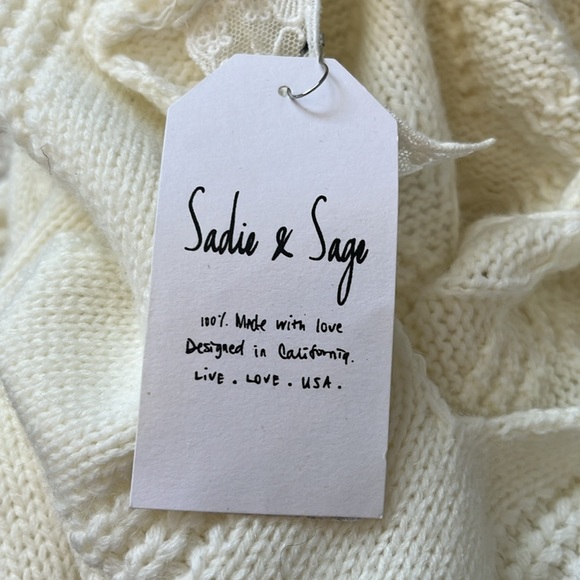 Sadie & Sage
100% Made with love
Designed in California.
LIVE. LOVE. USA.